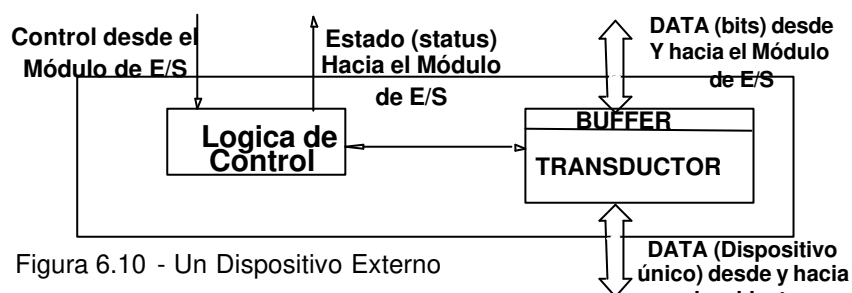 Control desde el
Módulo de E/S
Estado (status)
Hacia el Módulo
de E/S
DATA (bits) desde
Y hacia el Módulo
de E/S
Logica de
Control
BUFFER
TRANSDUCTOR
DATA (Dispositivo
único) desde y hacia
Figura 6.10 - Un Dispositivo Externo